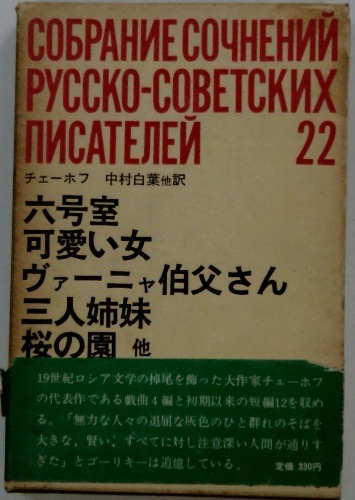 СОБРАНИЕ СОЧНЕНИЙ
РУССКО-СОВЕТСКИХ
ПИСАТЕЛЕЙ 22
チェーホフ 中村白葉他訳
六号室
可愛い女
ヴァーニャ伯父さん
三人姉妹
桜の園 他
19世紀ロシア文学の掉尾を飾った大作家チェーホフ
の代表作である戯曲4編と初期以来の短編12を収め
る。「無力な人々の退屈な灰色のひと群れのそばを
大きな、賢い、すべてに対し注意深い人間が通りす
ぎた」とゴーリキーは追憶している。 定価 330円